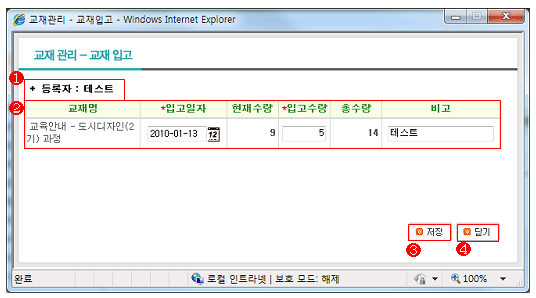 교재관리 - 교재입고 - Windows Internet Explorer
교재 관리 – 교재 입고
1
+ 등록자 : 테스트
2
교재명 *입고일자 현재수량 *입고수량 총수량 비고
교육안내 - 도시디자인(2
기) 과정
2010-01-13 12 9 5 14 테스트
저장 닫기
3 4
완료 로컬 인트라넷 | 보호 모드: 해제 100%